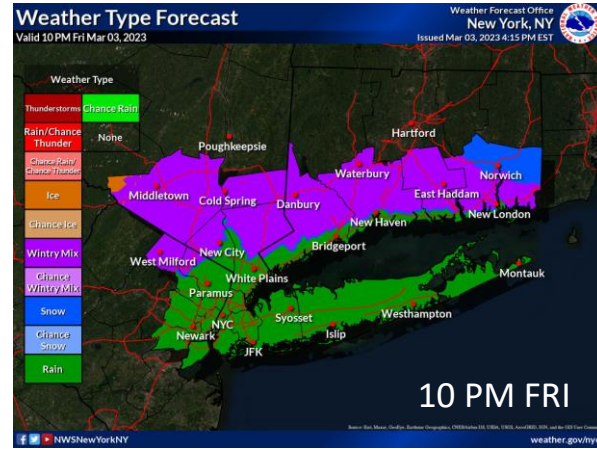 Weather Type Forecast
Valid 10 PM Fri Mar 03, 2023
Weather Forecast Office
New York, NY
Issued Mar 03, 2023 4:15 PM EST
Weather Type
Thunderstorms
Chance Rain
Rain/Chance
Thunder
None
Chance Rain/
Chance Thunder
Ice
Chance Ice
Wintry Mix
Chance
Wintry Mix
Snow
Chance
Snow
Rain
Poughkeepsie
Hartford
Waterbury
Norwich
Middletown
Cold Spring
Danbury
East Haddam
New London
New Haven
New City
Bridgeport
West Milford
White Plains
Montauk
Paramus
NYC
Syosset
Westhampton
Newark
Islip
JFK
10 PM FRI
NWSNewYorkNY
weather.gov/nyc